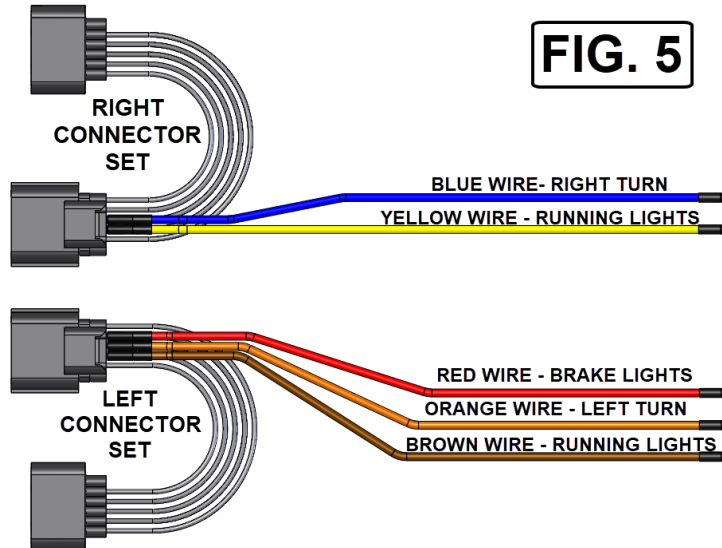 FIG. 5
RIGHT
CONNECTOR
SET
BLUE WIRE- RIGHT TURN
YELLOW WIRE - RUNNING LIGHTS
RED WIRE - BRAKE LIGHTS
ORANGE WIRE - LEFT TURN
BROWN WIRE - RUNNING LIGHTS
LEFT
CONNECTOR
SET